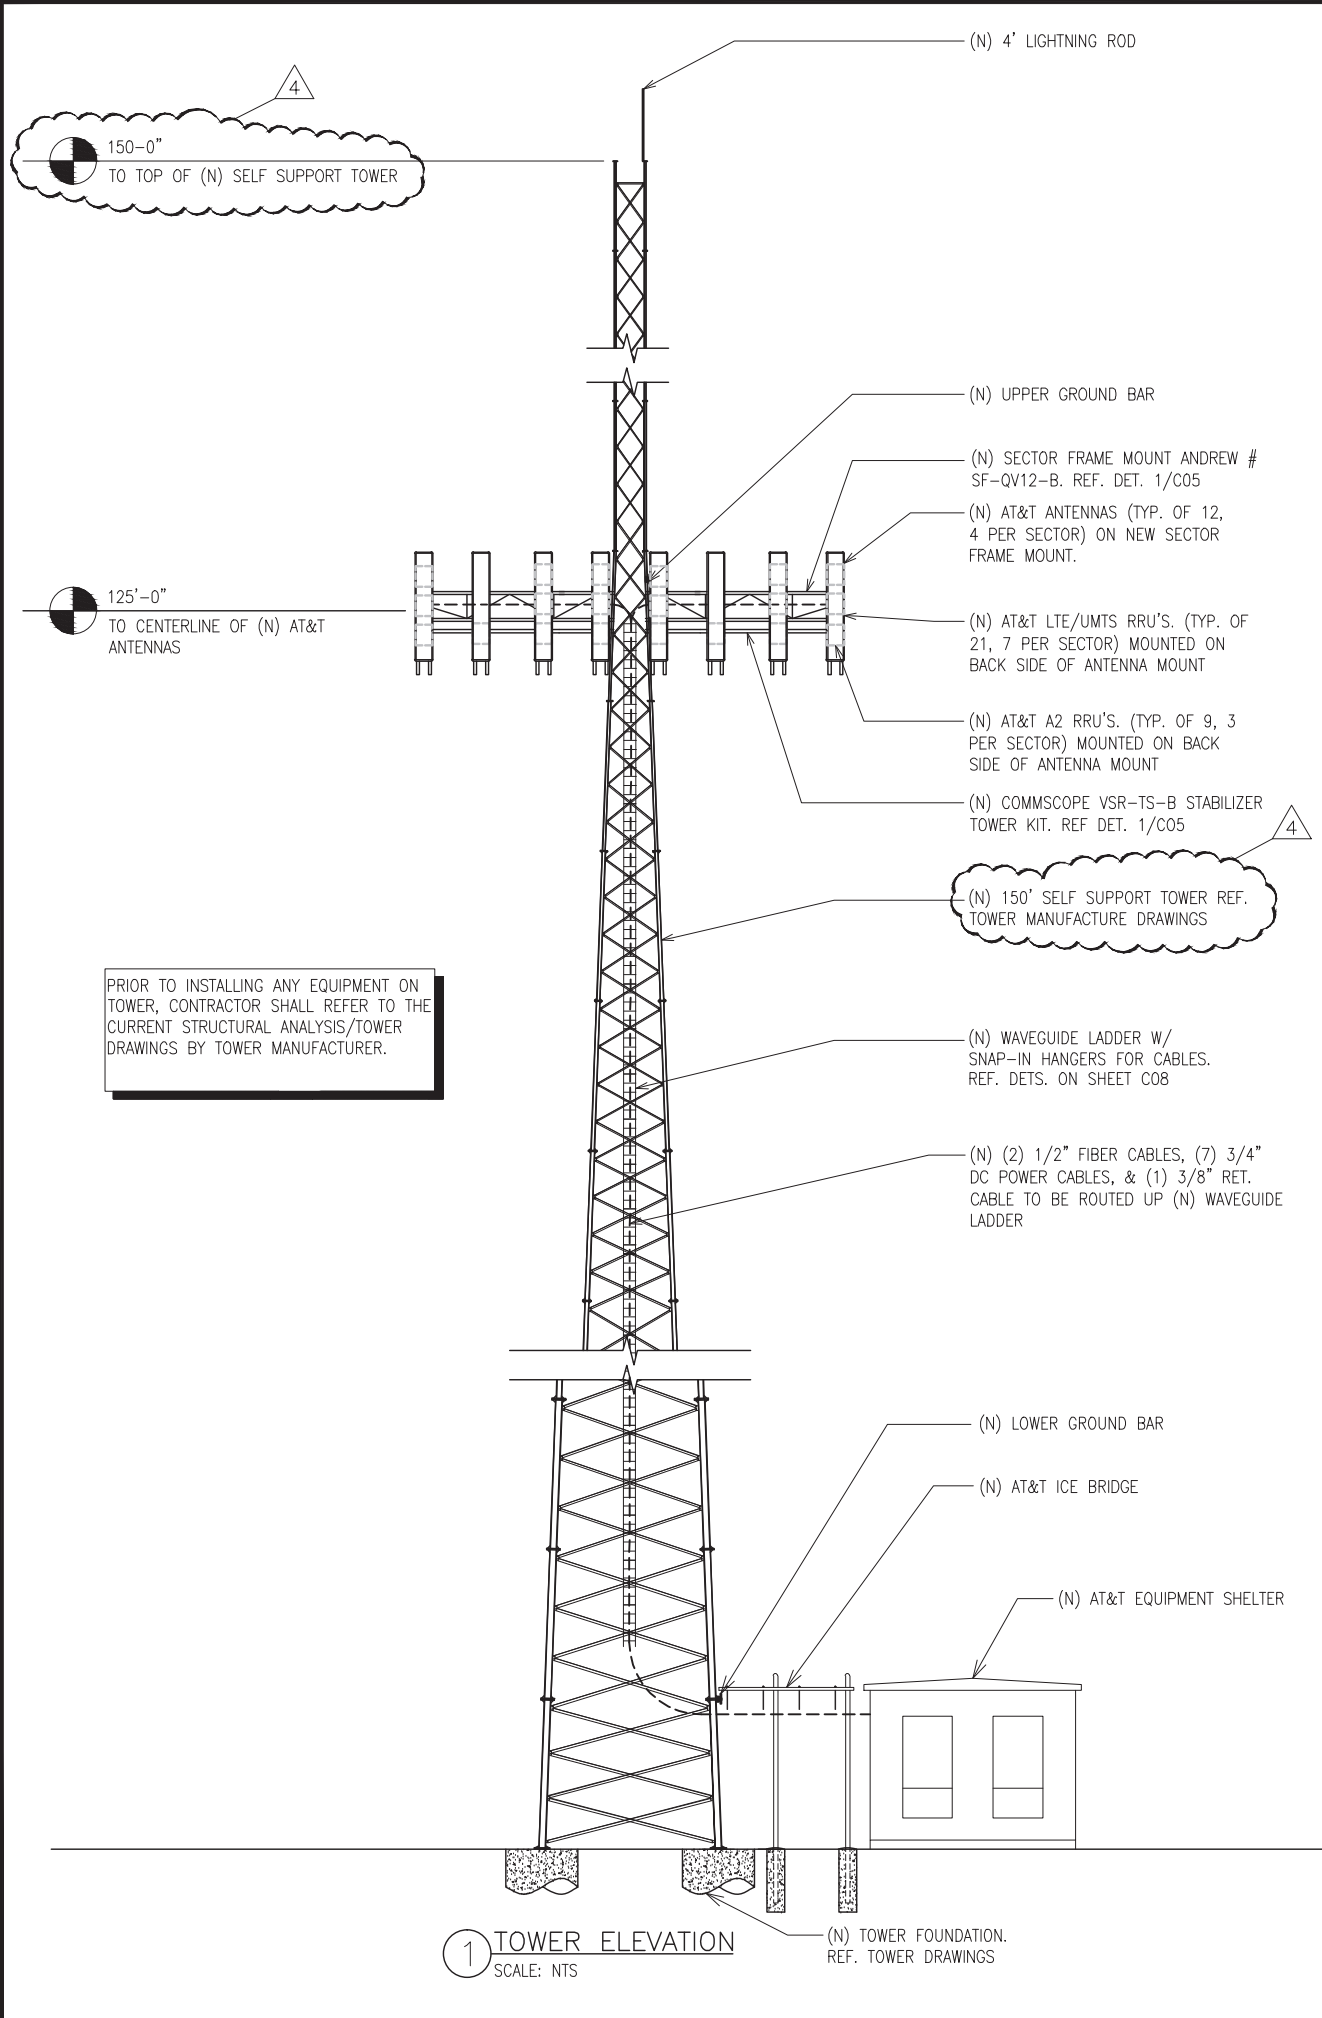 (N) 4' LIGHTNING ROD
4
150-0"
TO TOP OF (N) SELF SUPPORT TOWER
(N) UPPER GROUND BAR
(N) SECTOR FRAME MOUNT ANDREW #
SF-QV12-B. REF. DET. 1/C05
(N) AT&T ANTENNAS (TYP. OF 12,
4 PER SECTOR) ON NEW SECTOR
FRAME MOUNT.
125'-0"
TO CENTERLINE OF (N) AT&T
ANTENNAS
(N) AT&T LTE/UMTS RRU'S. (TYP. OF
21, 7 PER SECTOR) MOUNTED ON
BACK SIDE OF ANTENNA MOUNT
(N) AT&T A2 RRU'S. (TYP. OF 9, 3
PER SECTOR) MOUNTED ON BACK
SIDE OF ANTENNA MOUNT
(N) COMMSCOPE VSR-TS-B STABILIZER
TOWER KIT. REF DET. 1/C05
4
(N) 150' SELF SUPPORT TOWER REF.
TOWER MANUFACTURE DRAWINGS
PRIOR TO INSTALLING ANY EQUIPMENT ON
TOWER, CONTRACTOR SHALL REFER TO THE
CURRENT STRUCTURAL ANALYSIS/TOWER
DRAWINGS BY TOWER MANUFACTURER.
(N) WAVEGUIDE LADDER W/
SNAP-IN HANGERS FOR CABLES.
REF. DETS. ON SHEET C08
(N) (2) 1/2" FIBER CABLES, (7) 3/4"
DC POWER CABLES, & (1) 3/8" RET.
CABLE TO BE ROUTED UP (N) WAVEGUIDE
LADDER
(N) LOWER GROUND BAR
(N) AT&T ICE BRIDGE
(N) AT&T EQUIPMENT SHELTER
(N) TOWER FOUNDATION.
REF. TOWER DRAWINGS
1 TOWER ELEVATION
SCALE: NTS